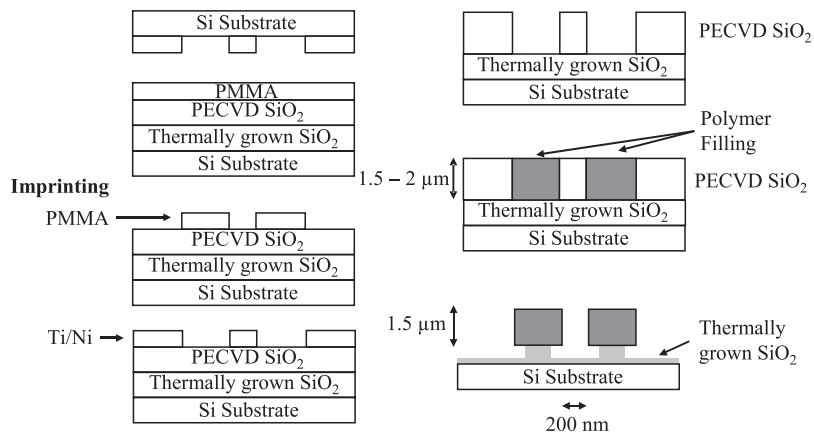 Si Substrate
PMMA
PECVD SiO₂
Thermally grown SiO₂
Si Substrate
Imprinting
PMMA
PECVD SiO₂
Thermally grown SiO₂
Si Substrate
Ti/Ni
PECVD SiO₂
Thermally grown SiO₂
Si Substrate
PECVD SiO₂
Thermally grown SiO₂
Si Substrate
Polymer
Filling
1.5 – 2 µm
PECVD SiO₂
Thermally grown SiO₂
Si Substrate
1.5 µm
Thermally
grown SiO₂
Si Substrate
200 nm